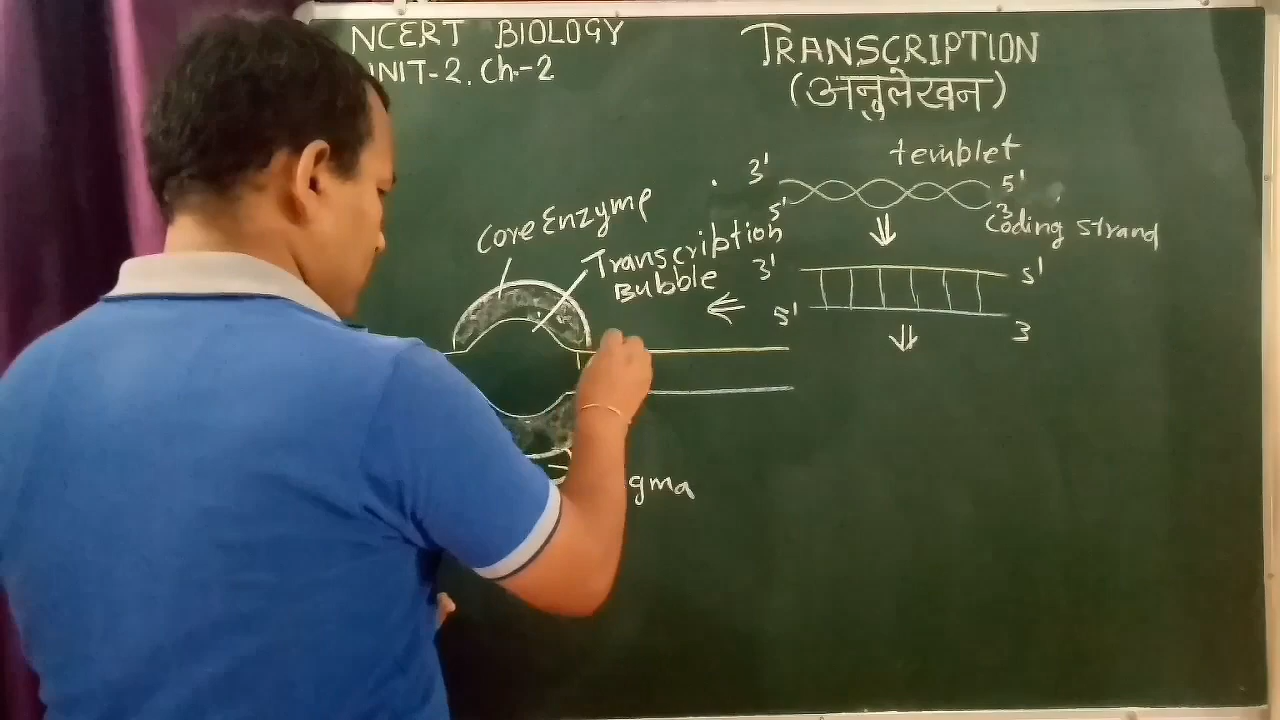 NCERT BIOLOGY
UNIT-2. Ch.-2
TRANSCRIPTION
(अनुलेखन)
templet
3' 5'
5' 3
Coding strand
Core Enzyme
Transcription
Bubble
3' 5'
5' 3
gma